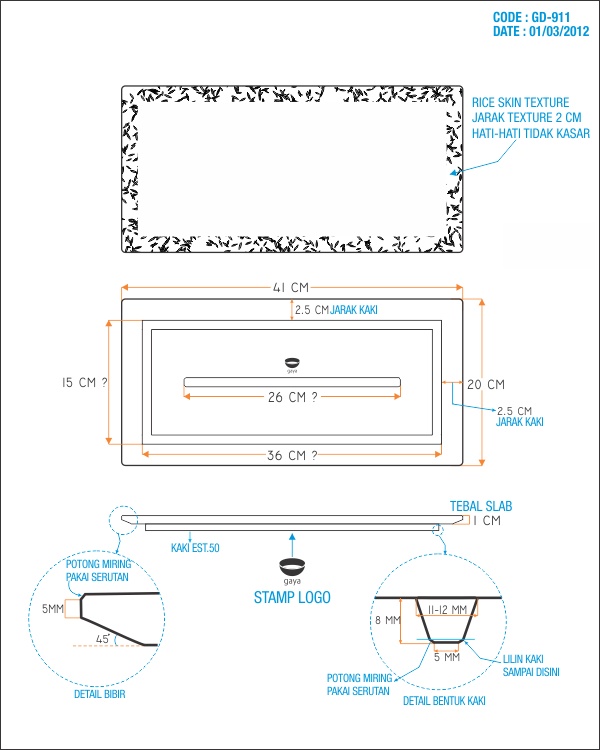 CODE : GD-911
DATE : 01/03/2012
RICE SKIN TEXTURE
JARAK TEXTURE 2 CM
HATI-HATI TIDAK KASAR
41 CM
2.5 CM JARAK KAKI
15 CM ?
gaya
26 CM ?
20 CM
2.5 CM
JARAK KAKI
36 CM ?
TEBAL SLAB
1 CM
KAKI EST.50
gaya
STAMP LOGO
POTONG MIRING
PAKAI SERUTAN
5MM
45°
DETAIL BIBIR
11-12 MM
8 MM
5 MM
LILIN KAKI
SAMPAI DISINI
POTONG MIRING
PAKAI SERUTAN
DETAIL BENTUK KAKI